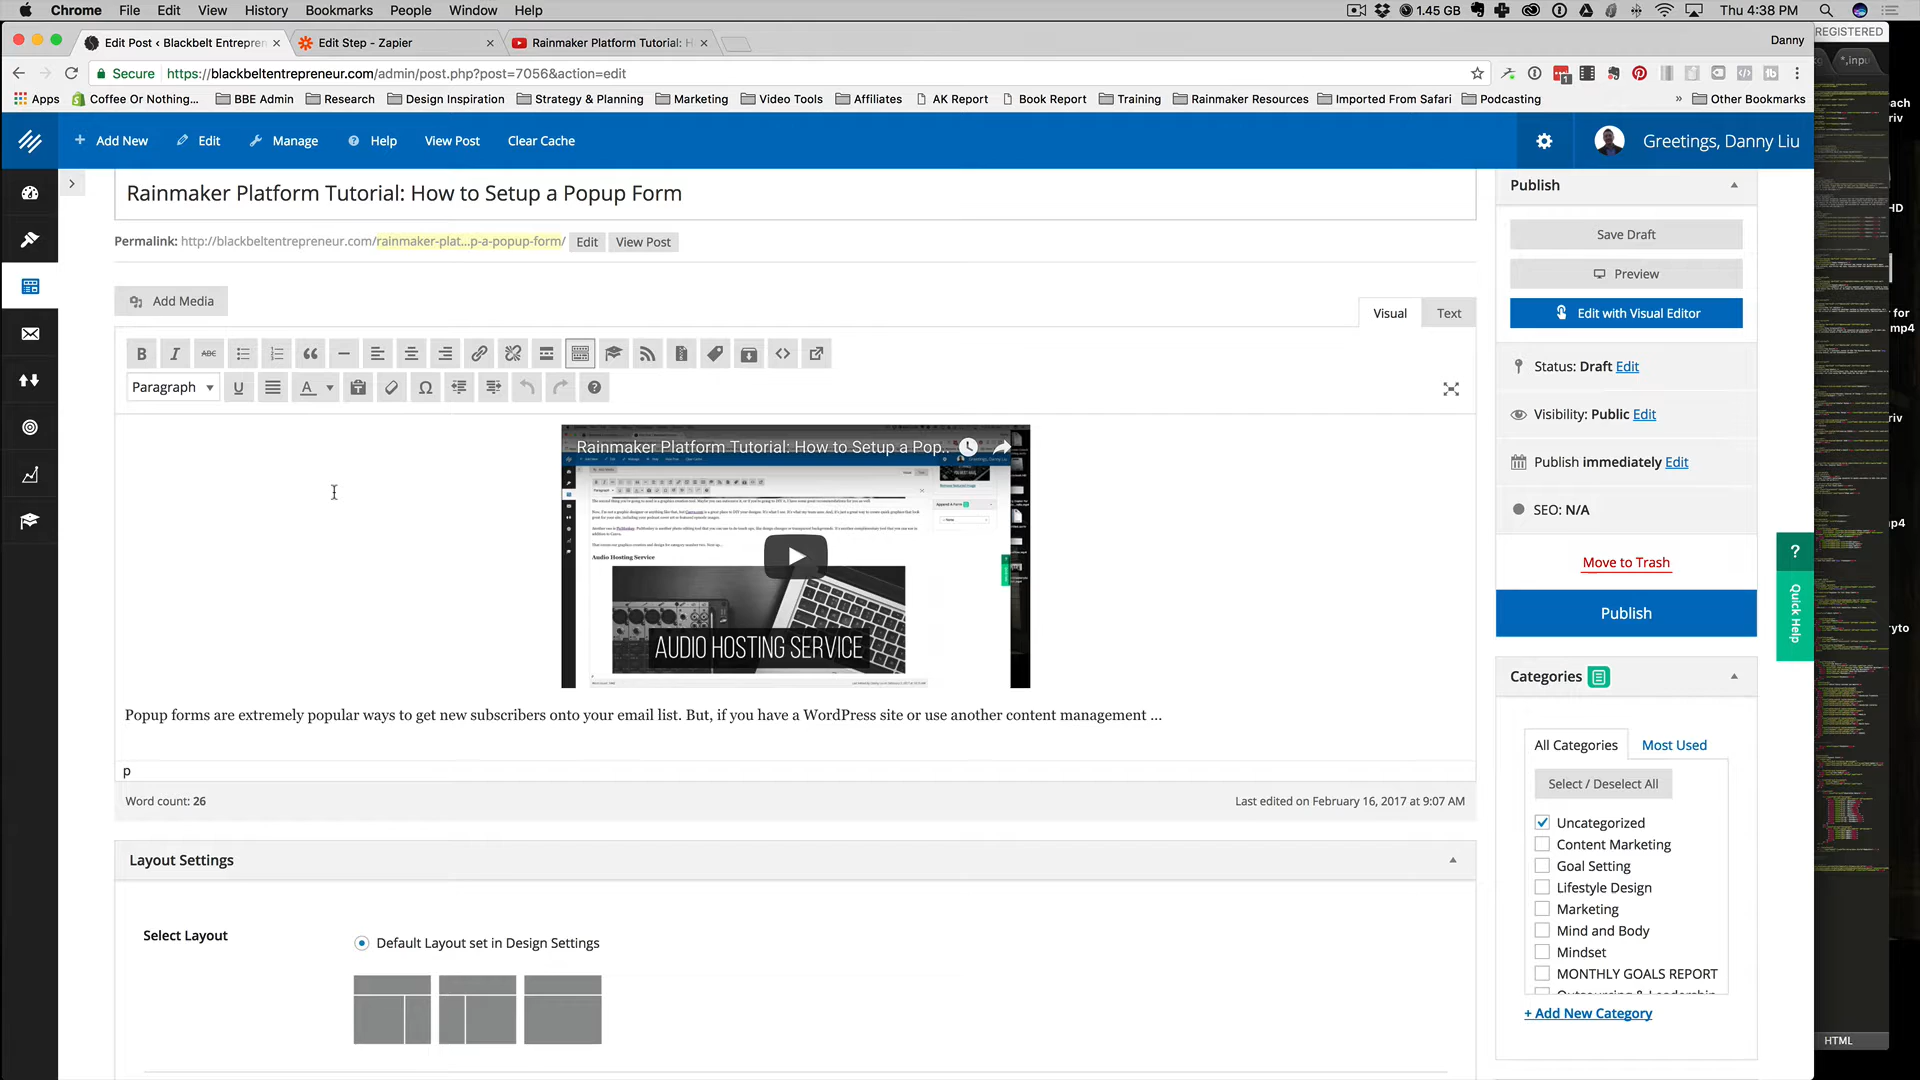 Chrome File Edit View History Bookmarks People Window Help 1.45 GB Thu 4:38 PM
REGISTERED
Edit Post ‹ Blackbelt Entrepren Edit Step - Zapier Rainmaker Platform Tutorial: H Danny
*.inpu
Secure https://blackbeltentrepreneur.com/admin/post.php?post=7056&action=edit
Apps Coffee Or Nothing... BBE Admin Research Design Inspiration Strategy & Planning Marketing Video Tools Affiliates AK Report Book Report Training Rainmaker Resources Imported From Safari Podcasting » Other Bookmarks
Add New Edit Manage Help View Post Clear Cache Greetings, Danny Liu
Rainmaker Platform Tutorial: How to Setup a Popup Form
Permalink: http://blackbeltentrepreneur.com/rainmaker-plat...p-a-popup-form/ Edit View Post
Add Media
Visual Text
B I ABC
Paragraph U A Ω
Rainmaker Platform Tutorial: How to Setup a Pop...
Audio Hosting Service
AUDIO HOSTING SERVICE
Popup forms are extremely popular ways to get new subscribers onto your email list. But, if you have a WordPress site or use another content management ...
p
Word count: 26 Last edited on February 16, 2017 at 9:07 AM
Layout Settings
Select Layout
Default Layout set in Design Settings
Publish
Save Draft
Preview
Edit with Visual Editor
Status: Draft Edit
Visibility: Public Edit
Publish immediately Edit
SEO: N/A
Move to Trash
Publish
Categories
All Categories Most Used
Select / Deselect All
Uncategorized
Content Marketing
Goal Setting
Lifestyle Design
Marketing
Mind and Body
Mindset
MONTHLY GOALS REPORT
+ Add New Category
? Quick Help
HD
for
mp4
HTML